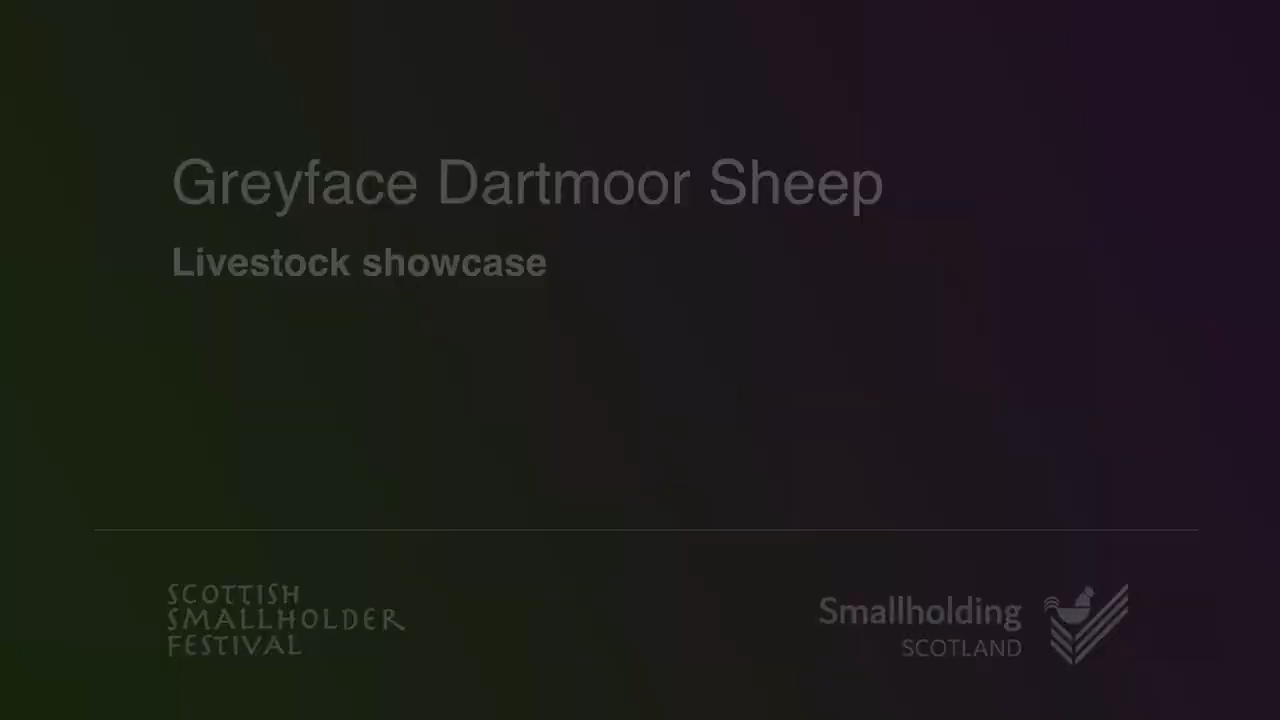 Greyface Dartmoor Sheep
Livestock showcase
SCOTTISH
SMALLHOLDER
FESTIVAL
Smallholding
SCOTLAND